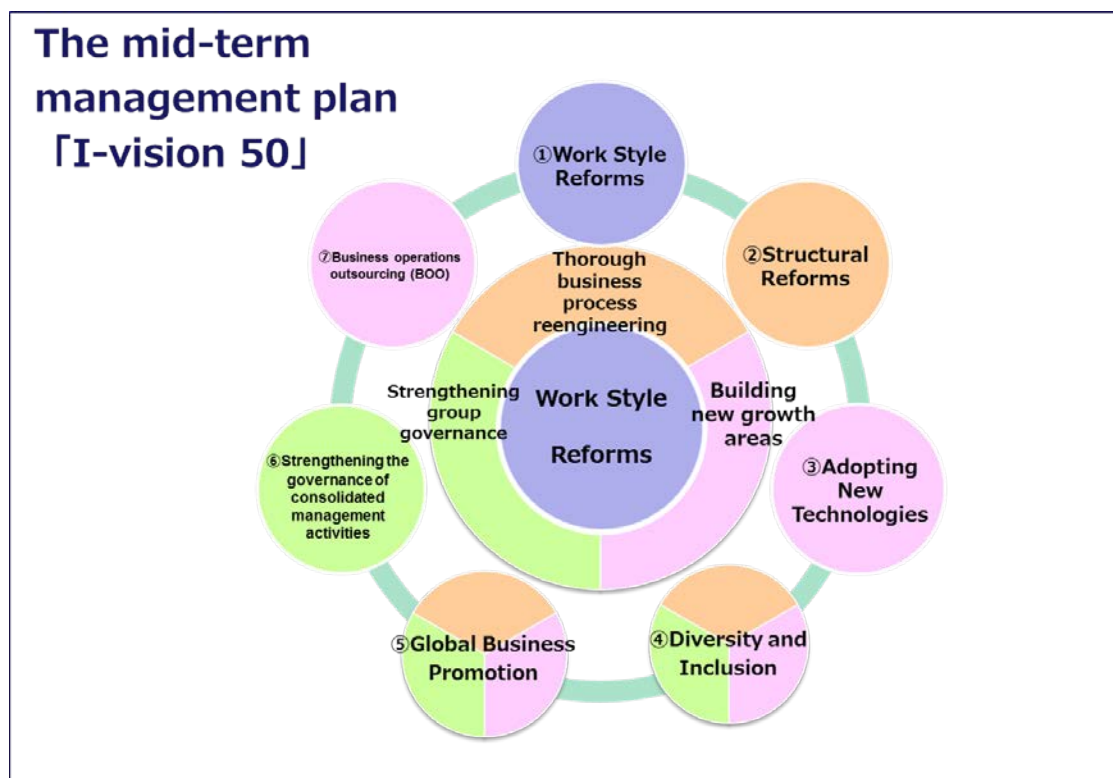 The mid-term
management plan
「I-vision 50」
①Work Style
Reforms
②Structural
Reforms
③Adopting
New
Technologies
④Diversity and
Inclusion
⑤Global Business
Promotion
⑥Strengthening the
governance of
consolidated
management
activities
⑦Business operations
outsourcing (BOO)
Thorough
business
process
reengineering
Building
new growth
areas
Strengthening
group
governance
Work Style
Reforms